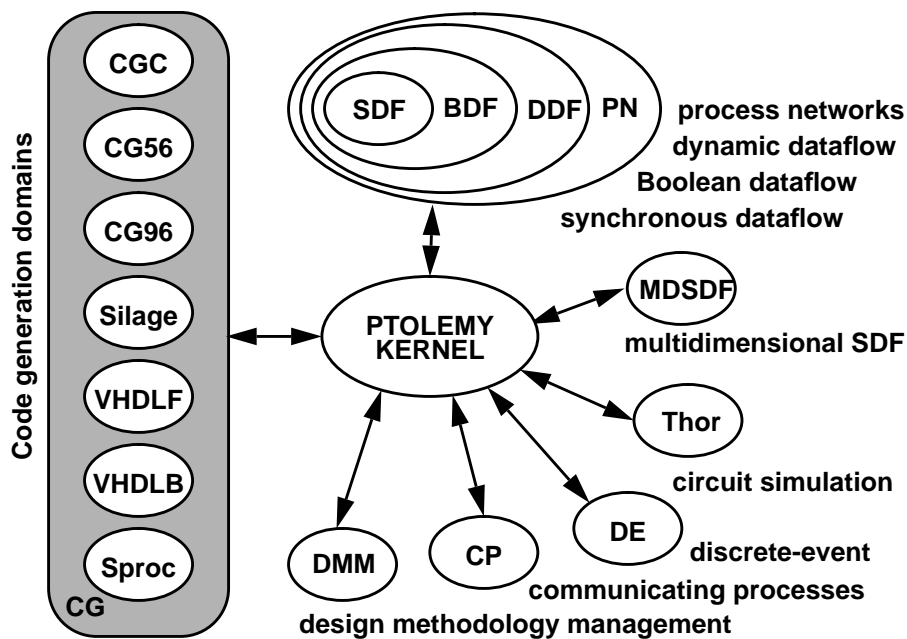 Code generation domains
CGC
CG56
CG96
Silage
VHDLF
VHDLB
Sproc
CG
SDF
BDF
DDF
PN
process networks
dynamic dataflow
Boolean dataflow
synchronous dataflow
PTOLEMY
KERNEL
MDSDF
multidimensional SDF
Thor
circuit simulation
DE
discrete-event
CP
communicating processes
DMM
design methodology management